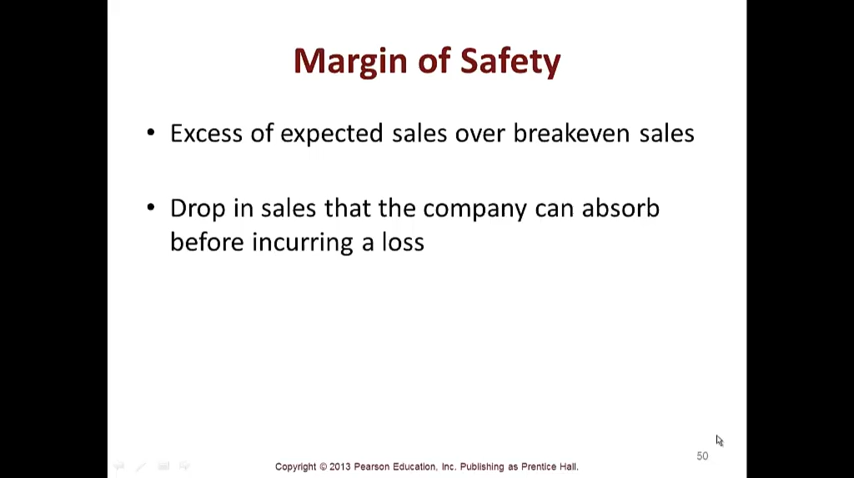 Margin of Safety
• Excess of expected sales over breakeven sales
• Drop in sales that the company can absorb
before incurring a loss
50
Copyright © 2013 Pearson Education, Inc. Publishing as Prentice Hall.